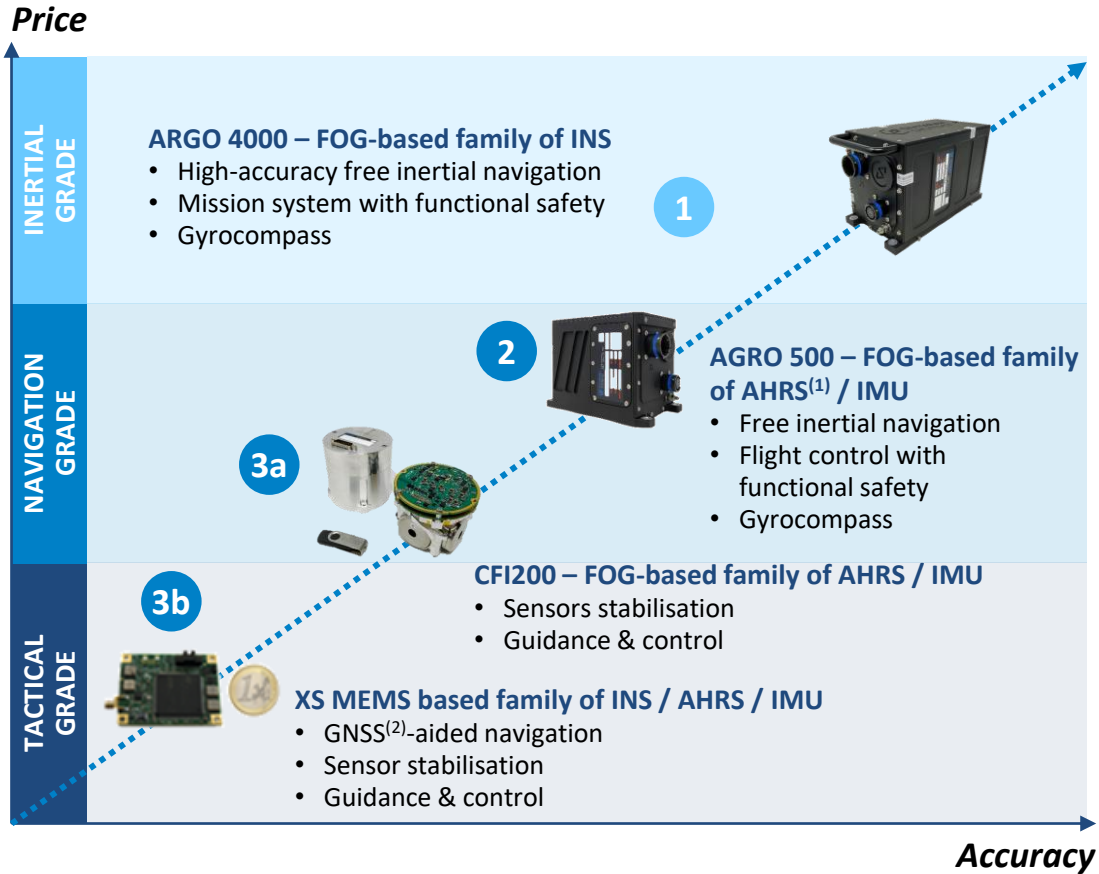 Price
INERTIAL
GRADE
ARGO 4000 – FOG-based family of INS
• High-accuracy free inertial navigation
• Mission system with functional safety
• Gyrocompass
1
NAVIGATION
GRADE
2
AGRO 500 – FOG-based family
of AHRS(1) / IMU
• Free inertial navigation
• Flight control with
functional safety
• Gyrocompass
3a
TACTICAL
GRADE
CFI200 – FOG-based family of AHRS / IMU
• Sensors stabilisation
• Guidance & control
3b
XS MEMS based family of INS / AHRS / IMU
• GNSS(2)-aided navigation
• Sensor stabilisation
• Guidance & control
Accuracy